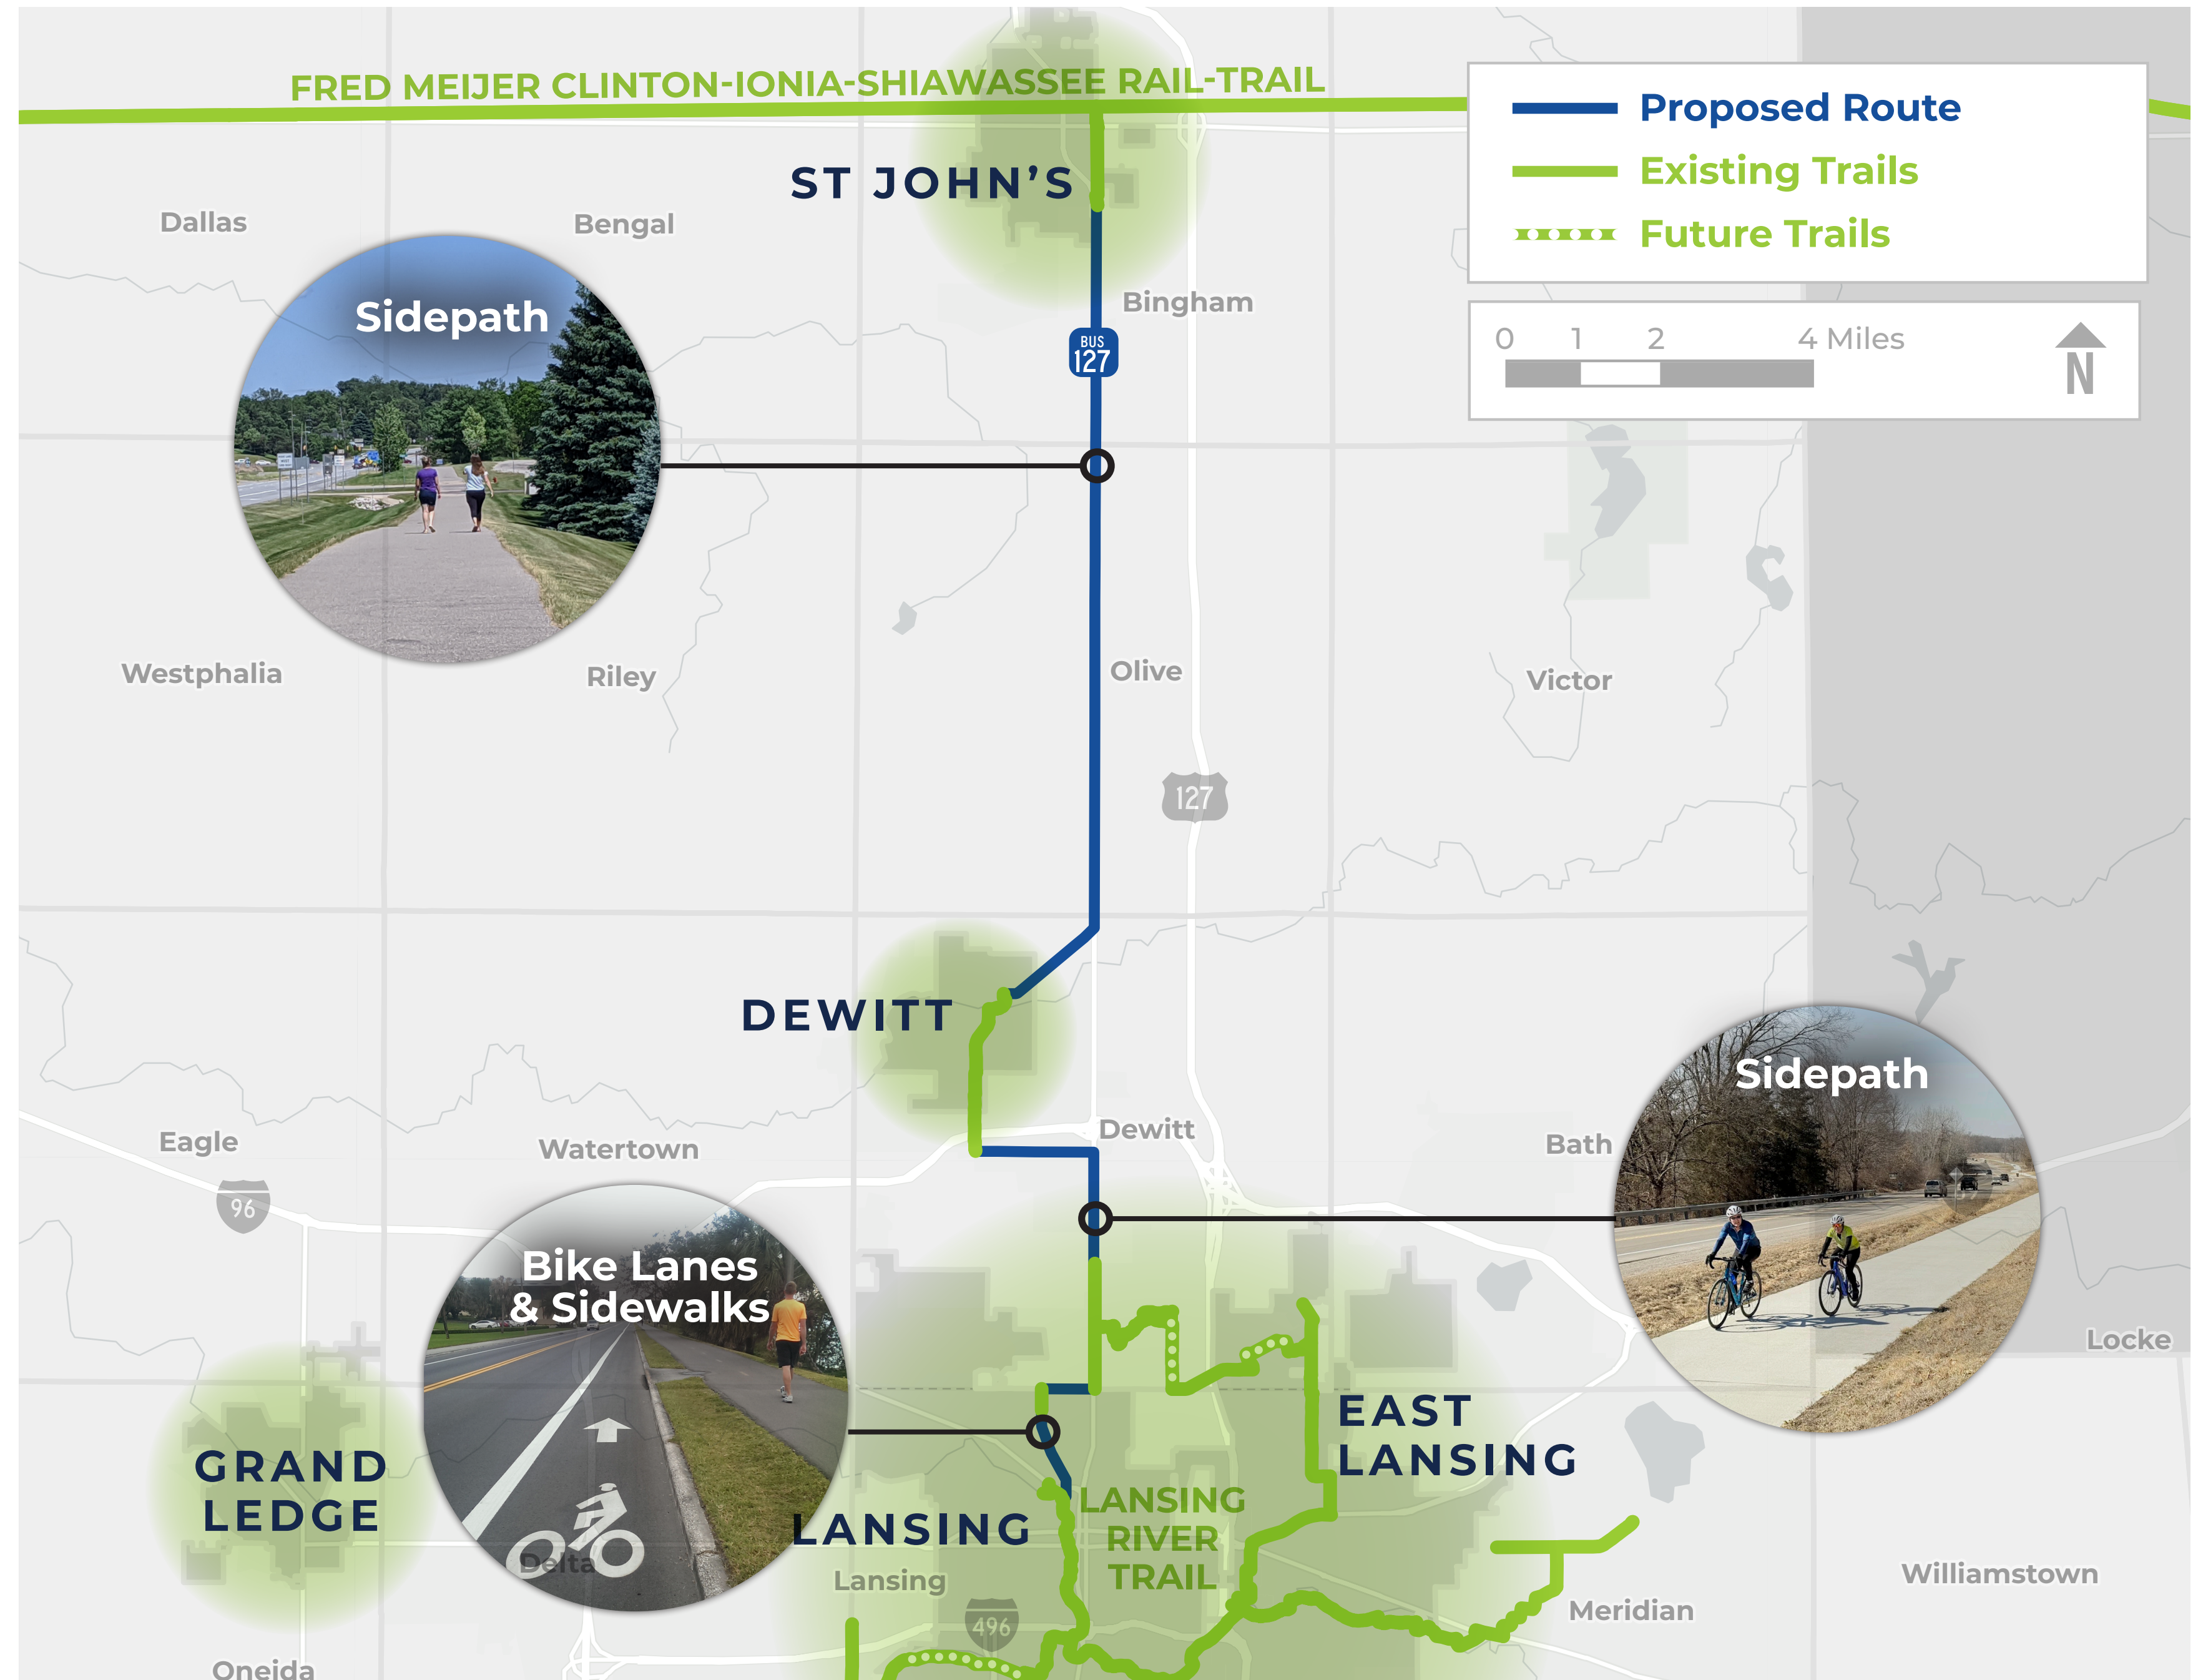 FRED MEIJER CLINTON-IONIA-SHIAWASSEE RAIL-TRAIL
Proposed Route
Existing Trails
Future Trails
0 1 2 4 Miles
N
ST JOHN’S
Dallas
Bengal
Sidepath
Bingham
BUS
127
Westphalia
Riley
Olive
Victor
127
DEWITT
Sidepath
Eagle
Watertown
Dewitt
Bath
96
Bike Lanes
& Sidewalks
Locke
GRAND
LEDGE
EAST
LANSING
LANSING
LANSING
RIVER
TRAIL
Delta
Lansing
Williamstown
Meridian
496
Oneida